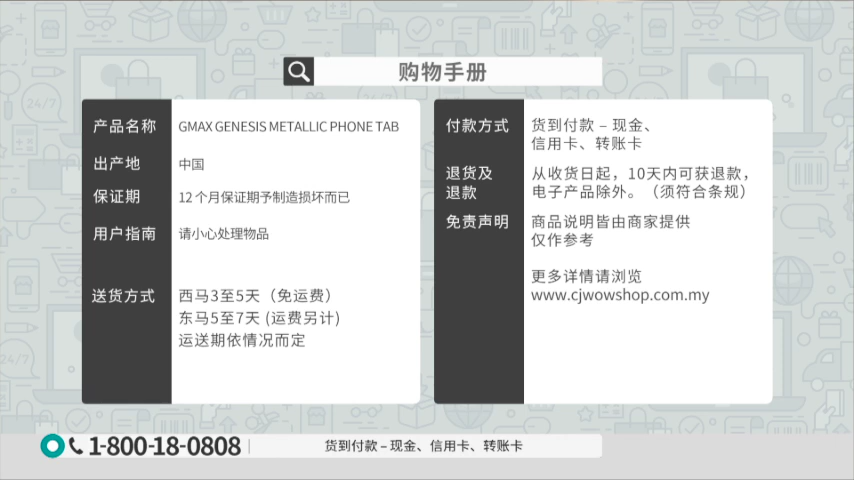 购物手册
产品名称 GMAX GENESIS METALLIC PHONE TAB
出产地 中国
保证期 12 个月保证期予制造损坏而已
用户指南 请小心处理物品
送货方式 西马3至5天（免运费）
东马5至7天 (运费另计)
运送期依情况而定
付款方式 货到付款 – 现金、
信用卡、转账卡
退货及 从收货日起，10天内可获退款，
退款 电子产品除外。（须符合条规）
免责声明 商品说明皆由商家提供
仅作参考
更多详情请浏览
www.cjwowshop.com.my
1-800-18-0808 货到付款 – 现金、信用卡、转账卡
24/7
24/7